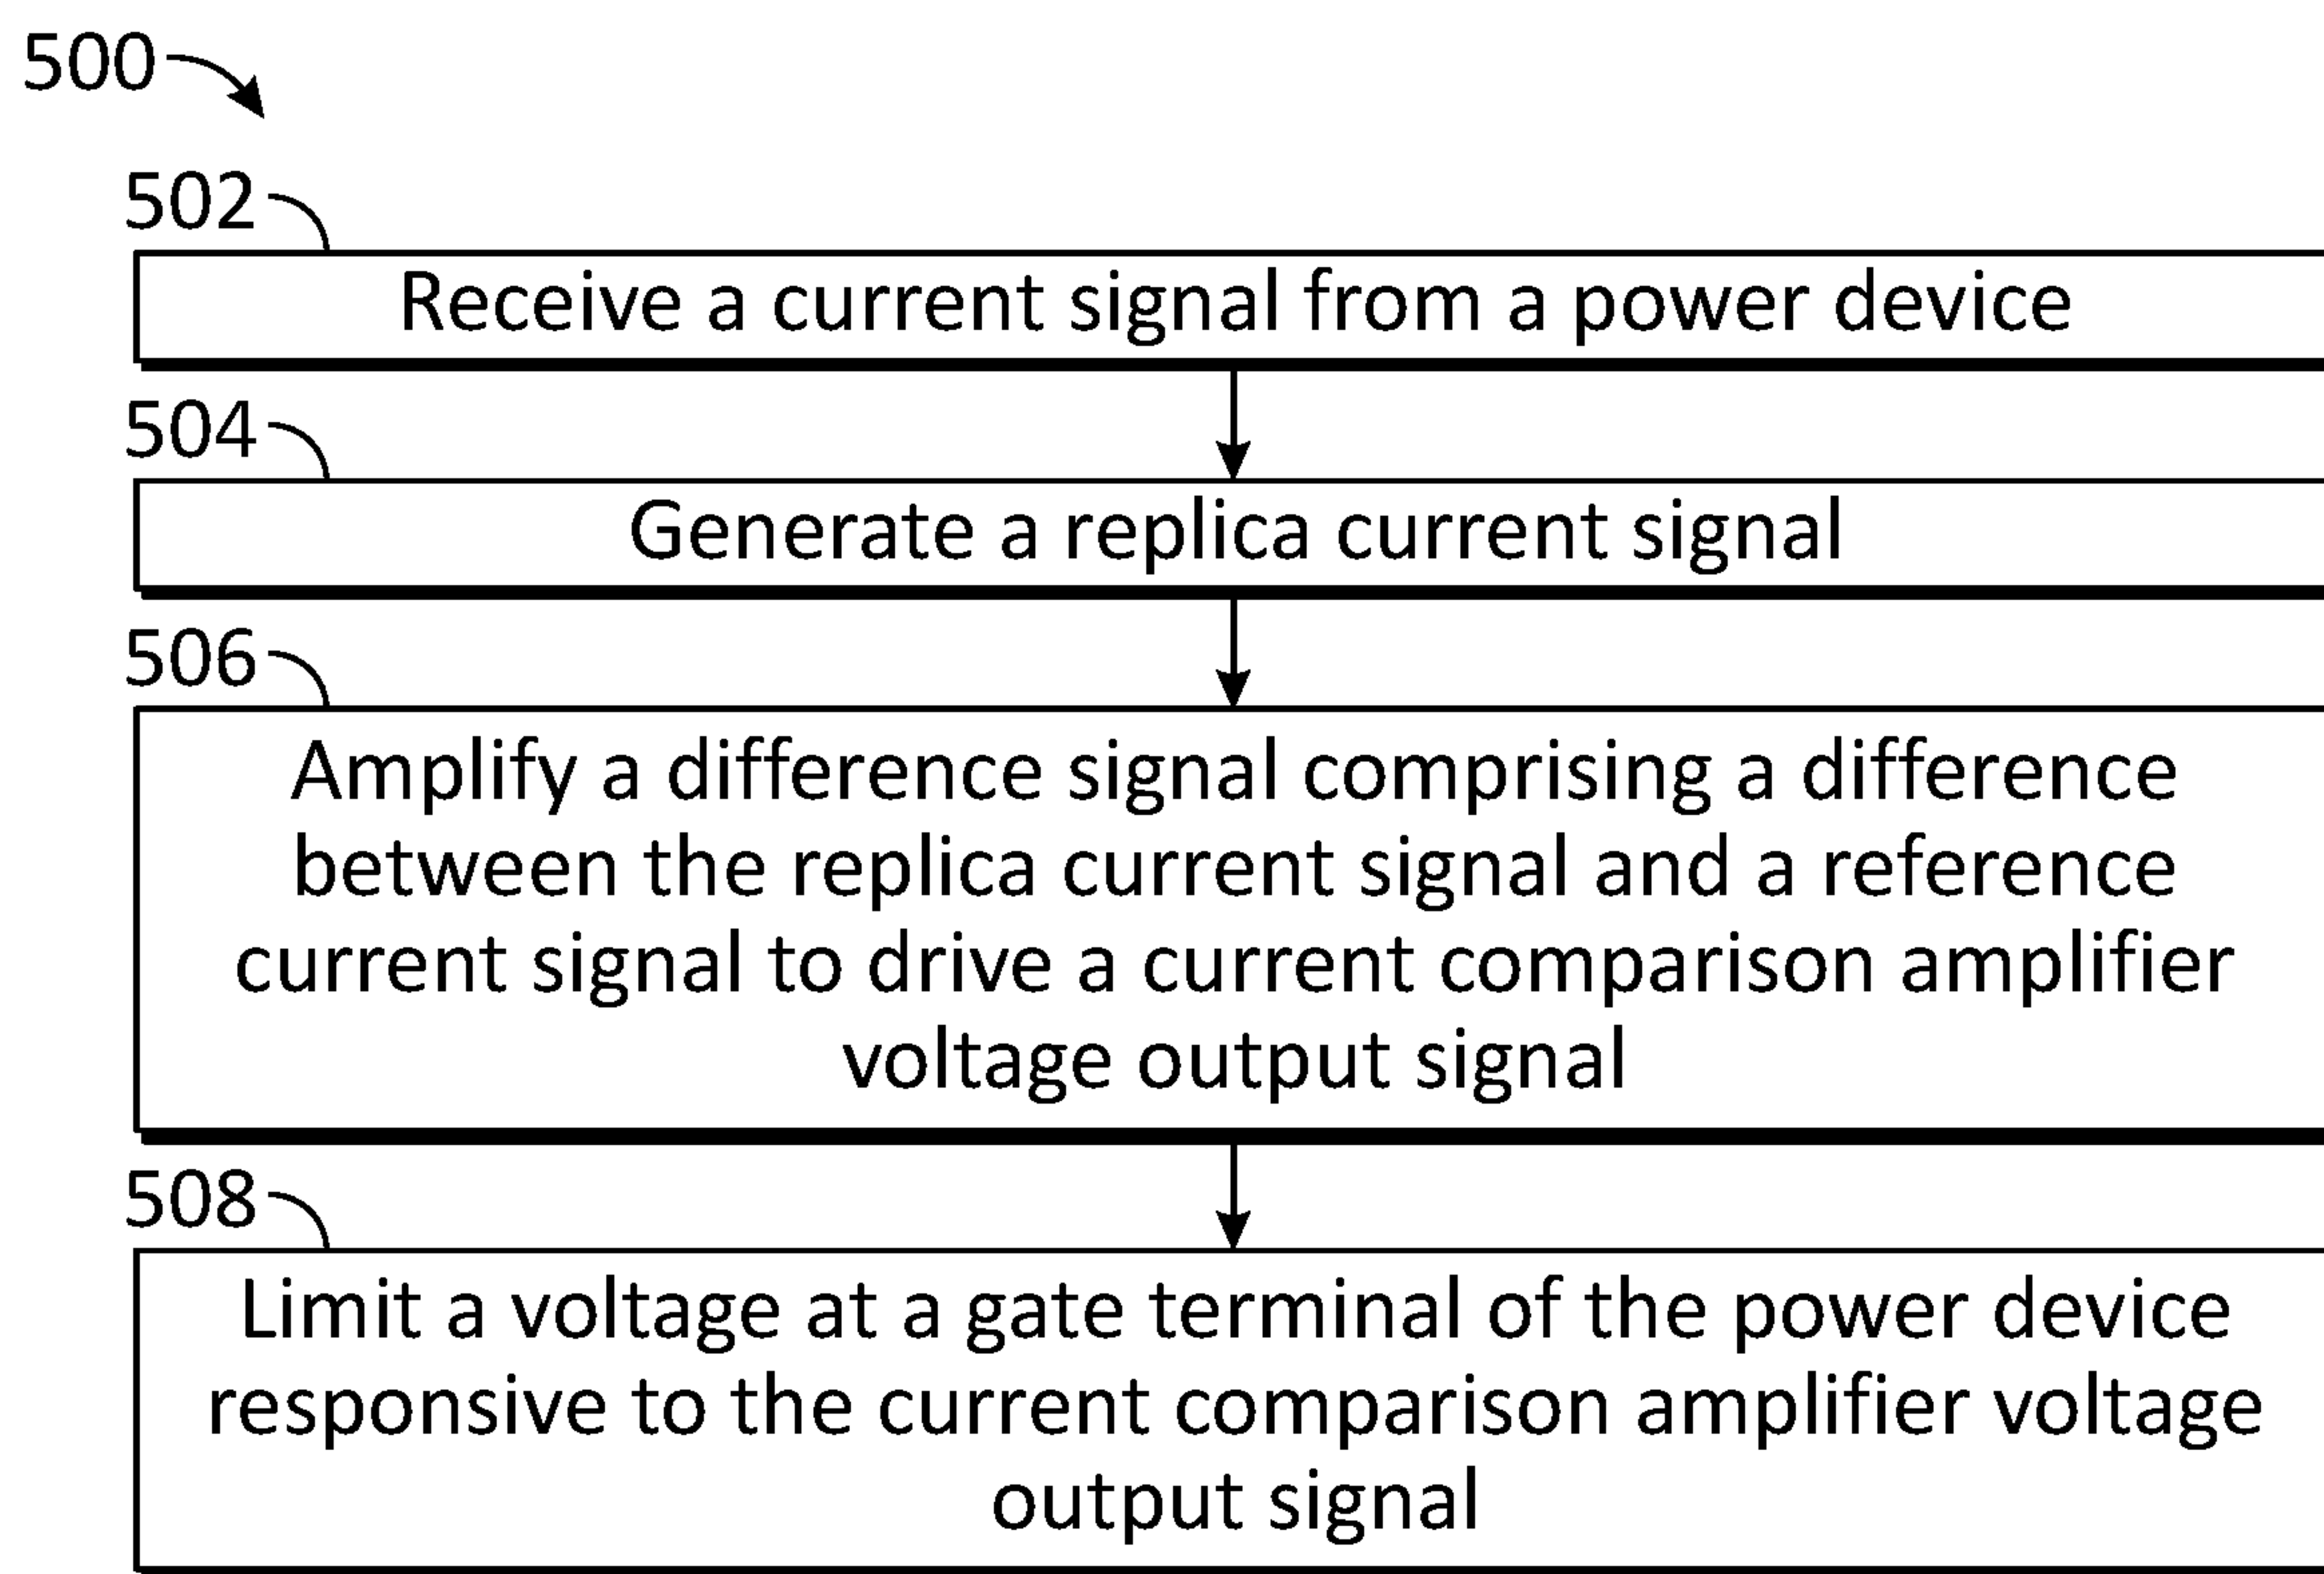 500
502
Receive a current signal from a power device
504
Generate a replica current signal
506
Amplify a difference signal comprising a difference
between the replica current signal and a reference
current signal to drive a current comparison amplifier
voltage output signal
508
Limit a voltage at a gate terminal of the power device
responsive to the current comparison amplifier voltage
output signal